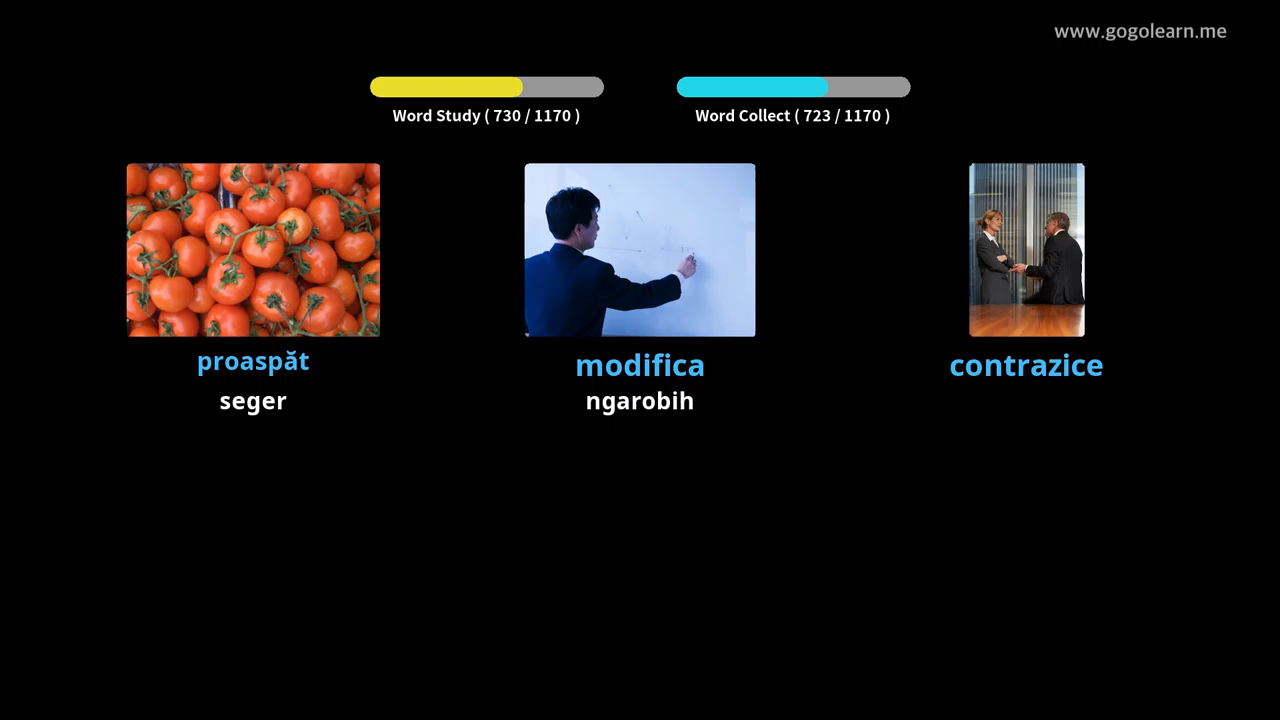 www.gogolearn.me
Word Study ( 730 / 1170 )
Word Collect ( 723 / 1170 )
proaspăt
modifica
contrazice
seger
ngarobih